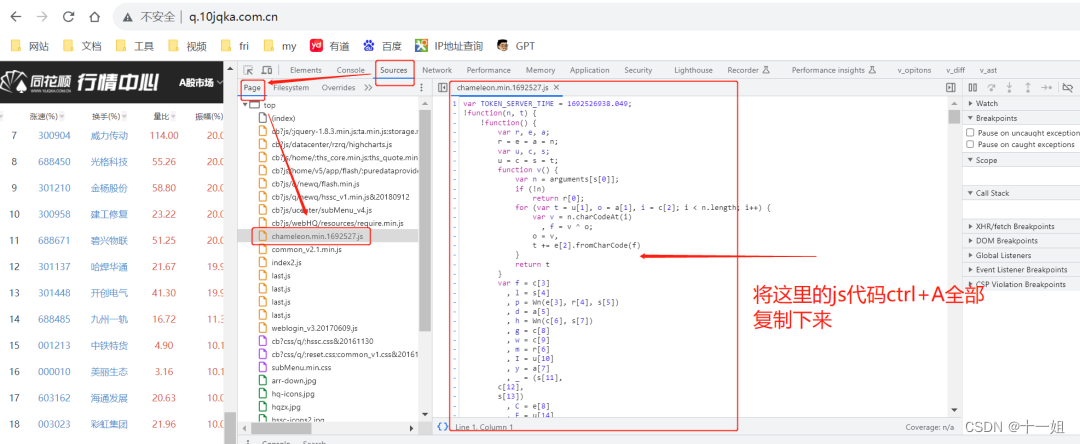 不安全 | q.10jqka.com.cn
网站 文档 工具 视频 fri my 有道 百度 IP地址查询 GPT
同花顺 行情中心 A股市场
Elements Console Sources Network Performance Memory Application Security Lighthouse Recorder Performance insights v_opitons v_diff v_ast
Page Filesystem Overrides >>
chameleon.min.1692527.js ×
涨速(%) 换手(%) 量比 振幅(%)
7 300904 威力传动 114.00 20.0
8 688450 光格科技 55.26 20.0
9 301210 金杨股份 58.80 20.0
10 300958 建工修复 23.22 20.0
11 688671 碧兴物联 51.25 20.0
12 301137 哈焊华通 21.67 19.9
13 301448 开创电气 41.30 19.9
14 688485 九州一轨 16.72 11.3
15 001213 中铁特货 4.90 10.1
16 000010 美丽生态 3.16 10.1
17 603162 海通发展 20.63 10.0
18 003023 彩虹集团 21.96 10.0
top
(index)
cb?js/jquery-1.8.3.min.js;ta.min.js;storage.m
cb?js/datacenter/rzrq/highcharts.js
cb?js/home/;ths_core.min.js;ths_quote.min
cb?js/home/v5/app/flash/;puredataprovide
cb?js/q/newq/flash.min.js
cb?js/q/newq/hssc_v1.min.js&20180912
cb?js/ucenter/subMenu_v4.js
cb?js/webHQ/resources/require.min.js
chameleon.min.1692527.js
common_v2.1.min.js
index2.js
last.js
last.js
last.js
last.js
weblogin_v3.20170609.js
cb?css/q/;hssc.css&20161130
cb?css/q/;reset.css;common_v1.css&20161
subMenu.min.css
arr-down.jpg
hq-icons.jpg
hqzx.jpg
hssc-icons2.jpg
1 var TOKEN_SERVER_TIME = 1692526938.049;
!function(n, t) {
!function() {
var r, e, a;
r = e = a = n;
var u, c, s;
u = c = s = t;
function v() {
var n = arguments[s[0]];
if (!n)
return r[0];
for (var t = u[1], o = a[1], i = c[2]; i < n.length; i++) {
var v = n.charCodeAt(i)
, f = v ^ o;
o = v,
t += e[2].fromCharCode(f)
}
return t
}
var f = c[3]
, l = s[4]
, p = Wn(e[3], r[4], s[5])
, d = a[5]
, h = Wn(c[6], s[7])
, g = c[8]
, w = c[9]
, m = r[6]
, I = u[10]
, y = a[7]
, _ = (s[11],
c[12],
s[13])
, C = e[8]
, E = u[14]
{} Line 1, Column 1 Coverage: n/a
Watch
Breakpoints
Pause on uncaught exceptions
Pause on caught exceptions
Scope
Call Stack
XHR/fetch Breakpoints
DOM Breakpoints
Global Listeners
Event Listener Breakpoints
CSP Violation Breakpoints
将这里的js代码ctrl+A全部
复制下来
Console Search
CSDN @十一姐